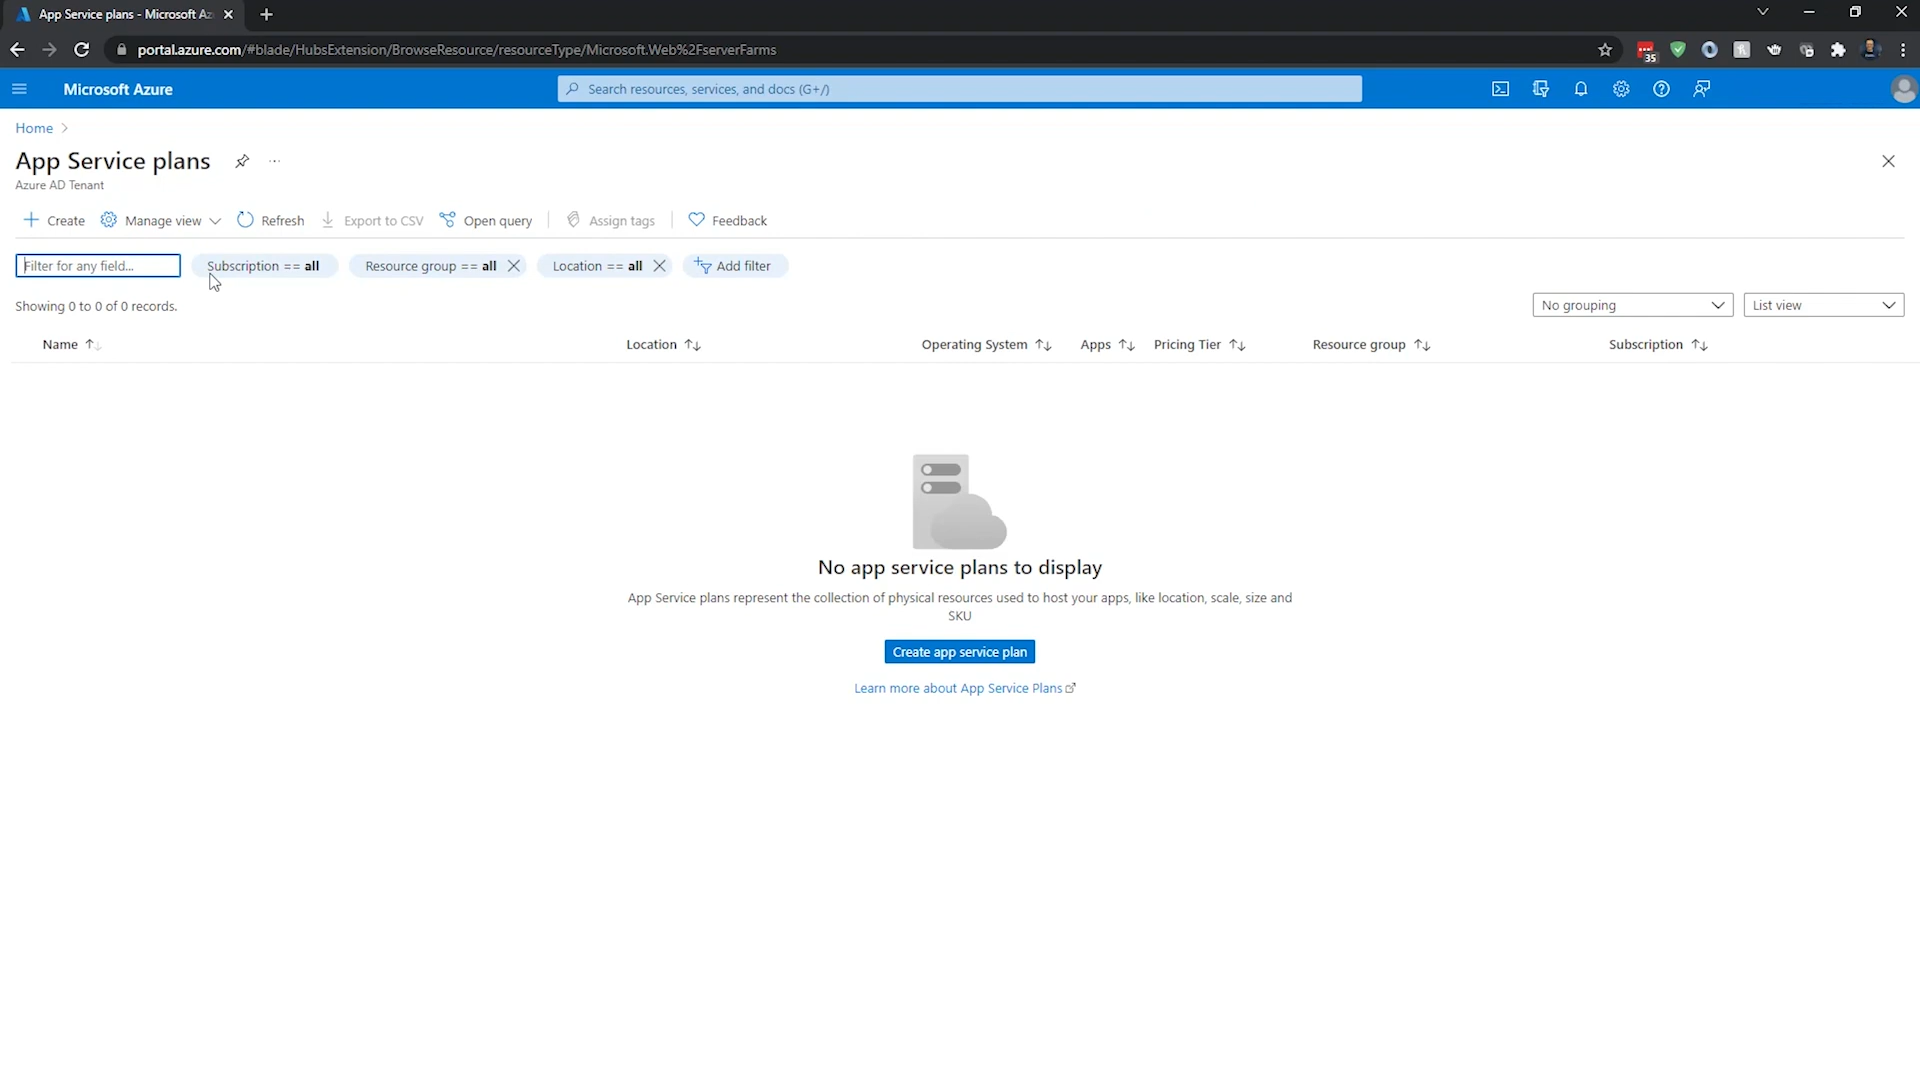 App Service plans - Microsoft Az
portal.azure.com/#blade/HubsExtension/BrowseResource/resourceType/Microsoft.Web%2FserverFarms
35
Microsoft Azure
Search resources, services, and docs (G+/)
Home
App Service plans
Azure AD Tenant
Create
Manage view
Refresh
Export to CSV
Open query
Assign tags
Feedback
Filter for any field...
Subscription == all
Resource group == all
Location == all
Add filter
Showing 0 to 0 of 0 records.
No grouping
List view
Name
Location
Operating System
Apps
Pricing Tier
Resource group
Subscription
No app service plans to display
App Service plans represent the collection of physical resources used to host your apps, like location, scale, size and
SKU
Create app service plan
Learn more about App Service Plans